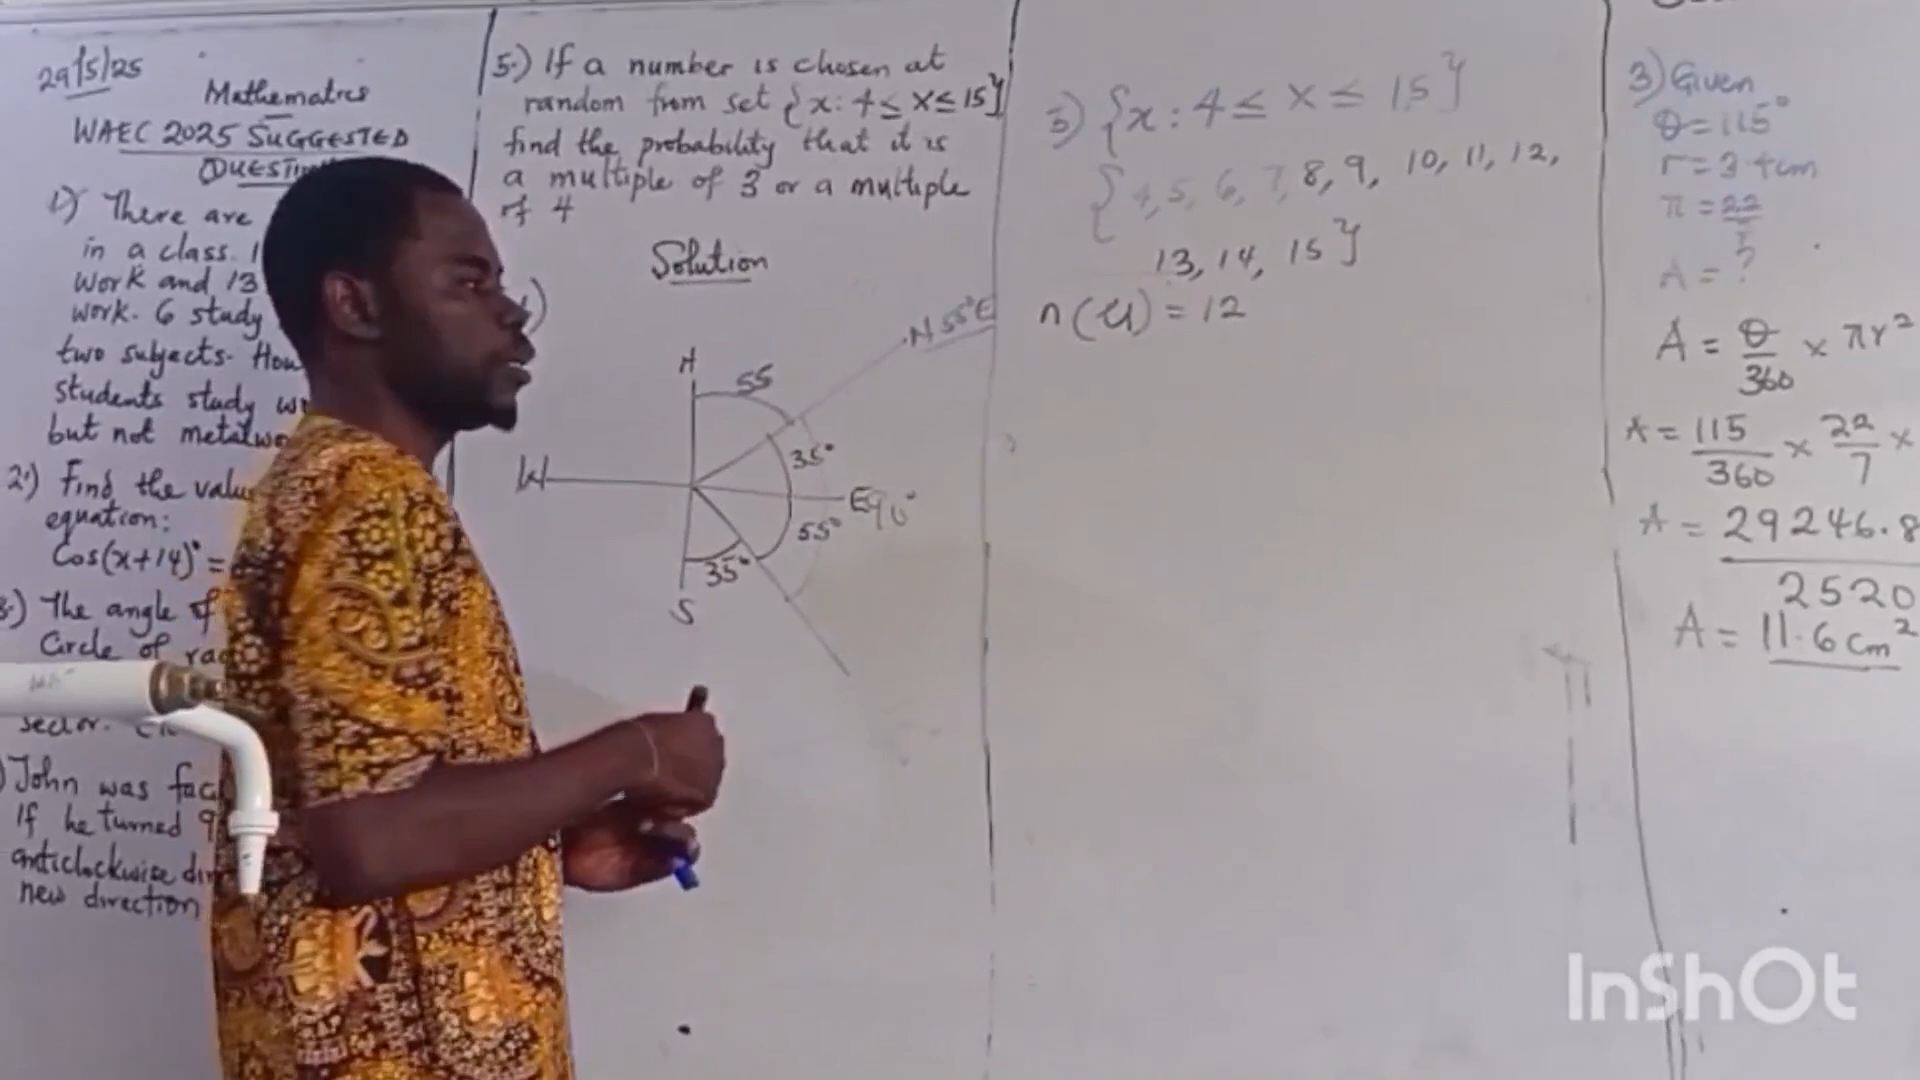 29/5/25
Mathematics
WAEC 2025 SUGGESTED
1.) There are
in a class.
work and 13
work. 6 study
two subjects. How
students study
but not
2.) Find the
equation:
Cos(x+14)° =
3.) The angle of
Circle of
sector.
John was
If he turned 9
anticlockwise
new direction
5.) If a number is chosen at
random from set {x: 4 ≤ x ≤ 15}
find the probability that it is
a multiple of 3 or a multiple
of 4
Solution
N
55
N 55°E
35°
W
E 90°
55°
35°
S
5) {x : 4 ≤ x ≤ 15}
{4, 5, 6, 7, 8, 9, 10, 11, 12,
13, 14, 15}
n(U) = 12
3) Given
θ = 115°
r = 3.4cm
π = 22/7
A = ?
A = θ/360 × πr²
A = 115/360 × 22/7 ×
A = 29246.8
2520
A = 11.6 cm²
InShOt